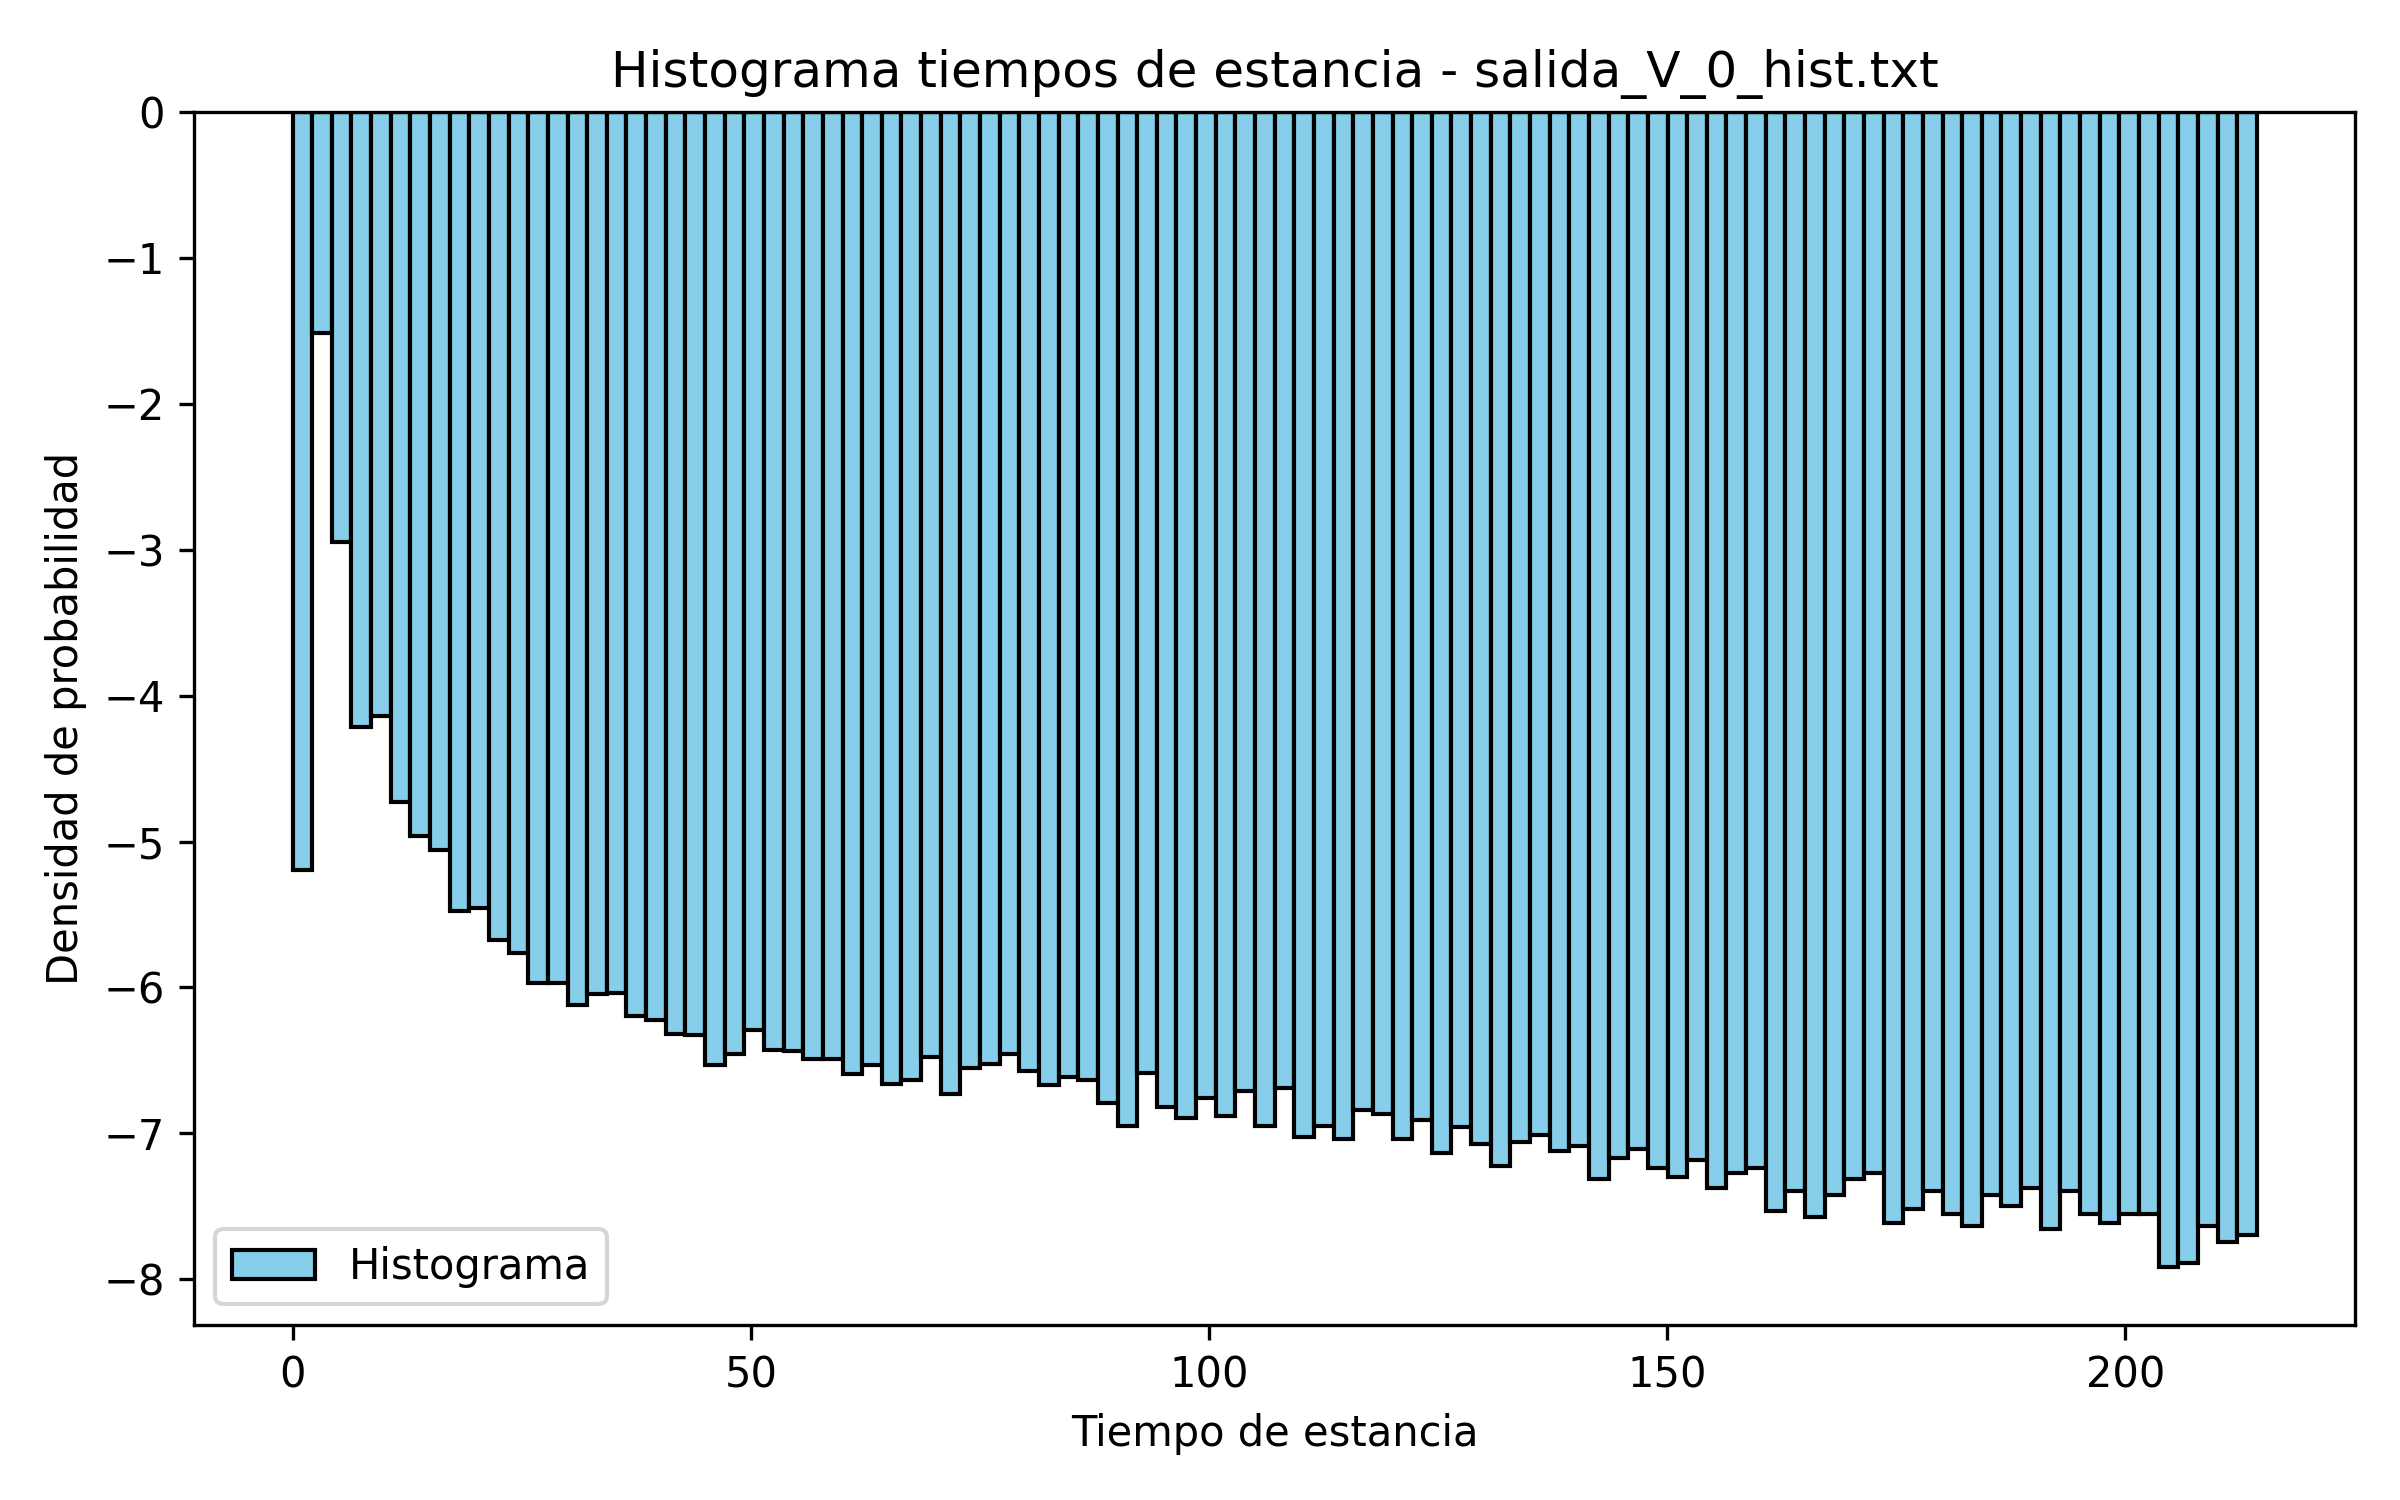 Histograma tiempos de estancia - salida_V_0_hist.txt
0
−1
−2
−3
−4
−5
−6
−7
−8
Densidad de probabilidad
Histograma
0 50 100 150 200
Tiempo de estancia